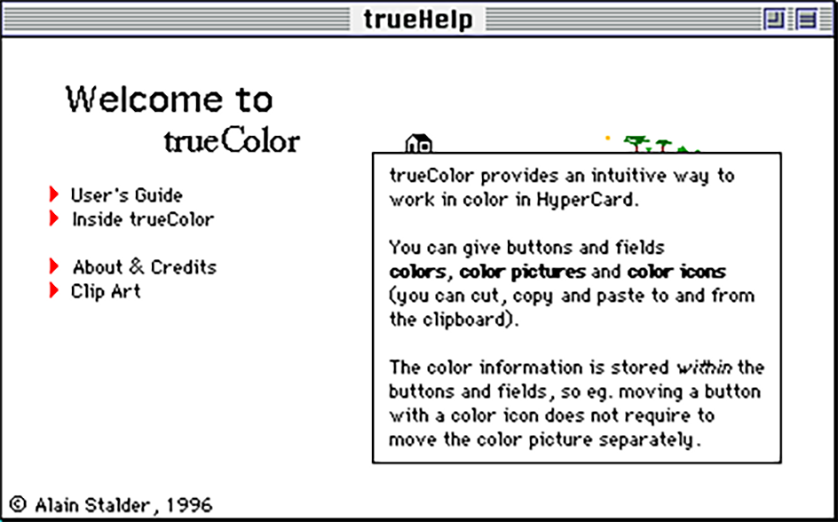 trueHelp
Welcome to
trueColor
User's Guide
Inside trueColor
About & Credits
Clip Art
trueColor provides an intuitive way to
work in color in HyperCard.
You can give buttons and fields
colors, color pictures and color icons
(you can cut, copy and paste to and from
the clipboard).
The color information is stored within the
buttons and fields, so eg. moving a button
with a color icon does not require to
move the color picture separately.
© Alain Stalder, 1996